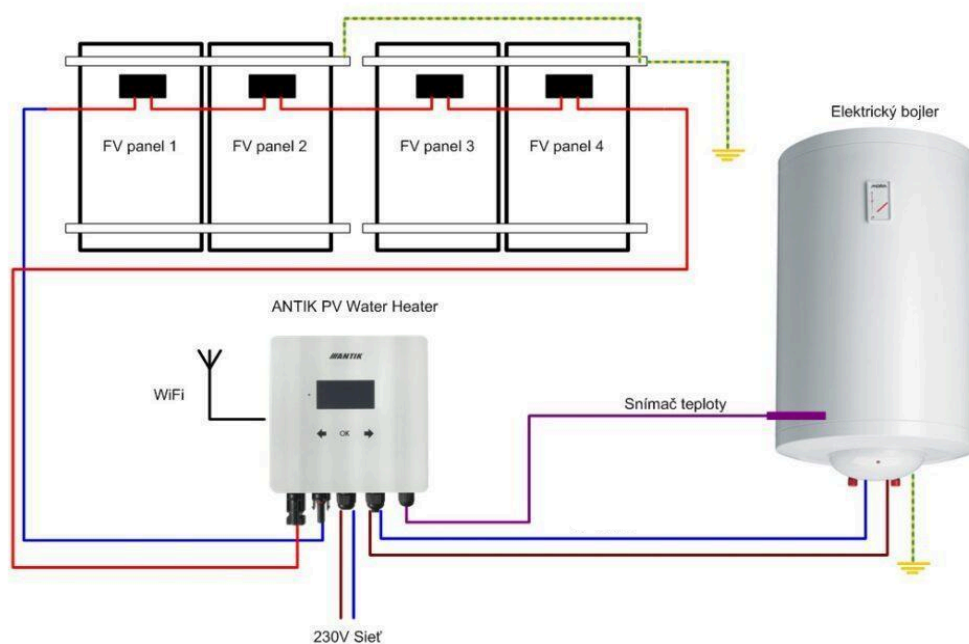 Elektrický bojler
FV panel 1
FV panel 2
FV panel 3
FV panel 4
ANTIK PV Water Heater
ANTIK
WiFi
OK
Snímač teploty
230V Sieť